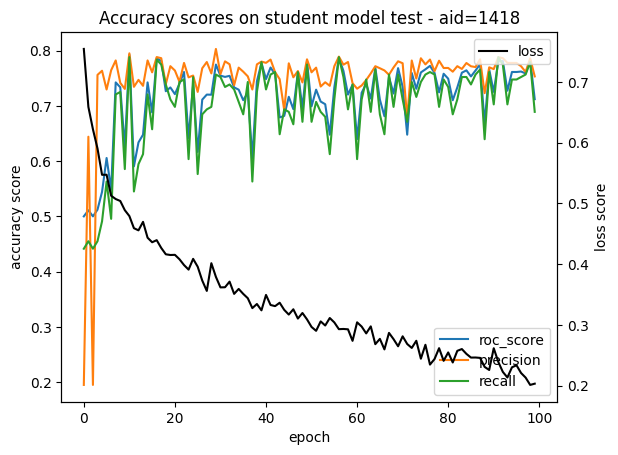 Accuracy scores on student model test - aid=1418
loss
accuracy score
loss score
0.8
0.7
0.6
0.5
0.4
0.3
0.2
0.7
0.6
0.5
0.4
0.3
0.2
roc_score
precision
recall
0
20
40
60
80
100
epoch